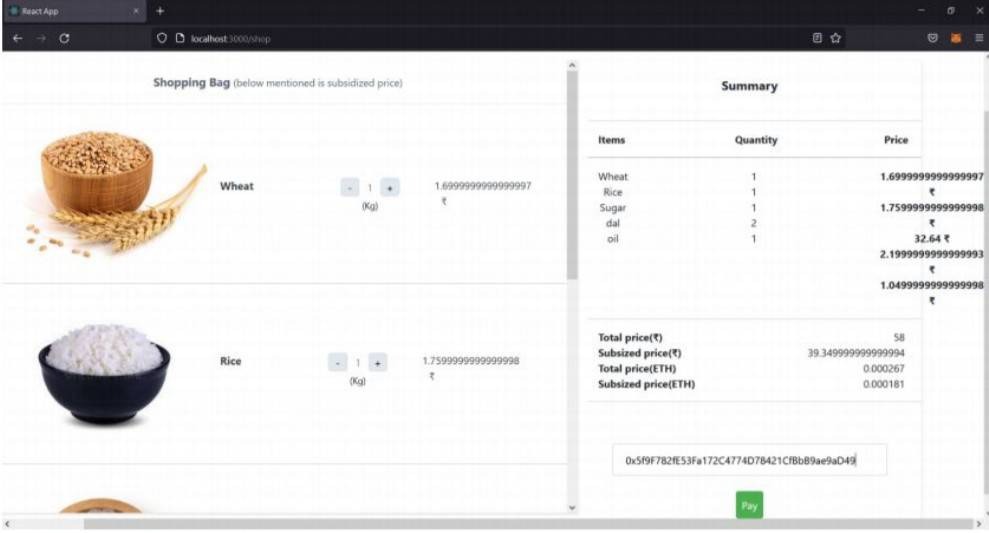 React App
localhost:3000/shop
Shopping Bag (below mentioned is subsidized price)
Wheat
- 1 +
(Kg)
1.6999999999999997
₹
Rice
- 1 +
(Kg)
1.7599999999999998
₹
Summary
Items Quantity Price
Wheat 1 1.6999999999999997
₹
Rice 1 1.7599999999999998
₹
Sugar 1 32.64 ₹
dal 2 2.1999999999999993
₹
oil 1 1.0499999999999998
₹
Total price(₹) 58
Subsized price(₹) 39.349999999999994
Total price(ETH) 0.000267
Subsized price(ETH) 0.000181
0x5f9F782fE53Fa172C4774D78421CfBbB9ae9aD49
Pay